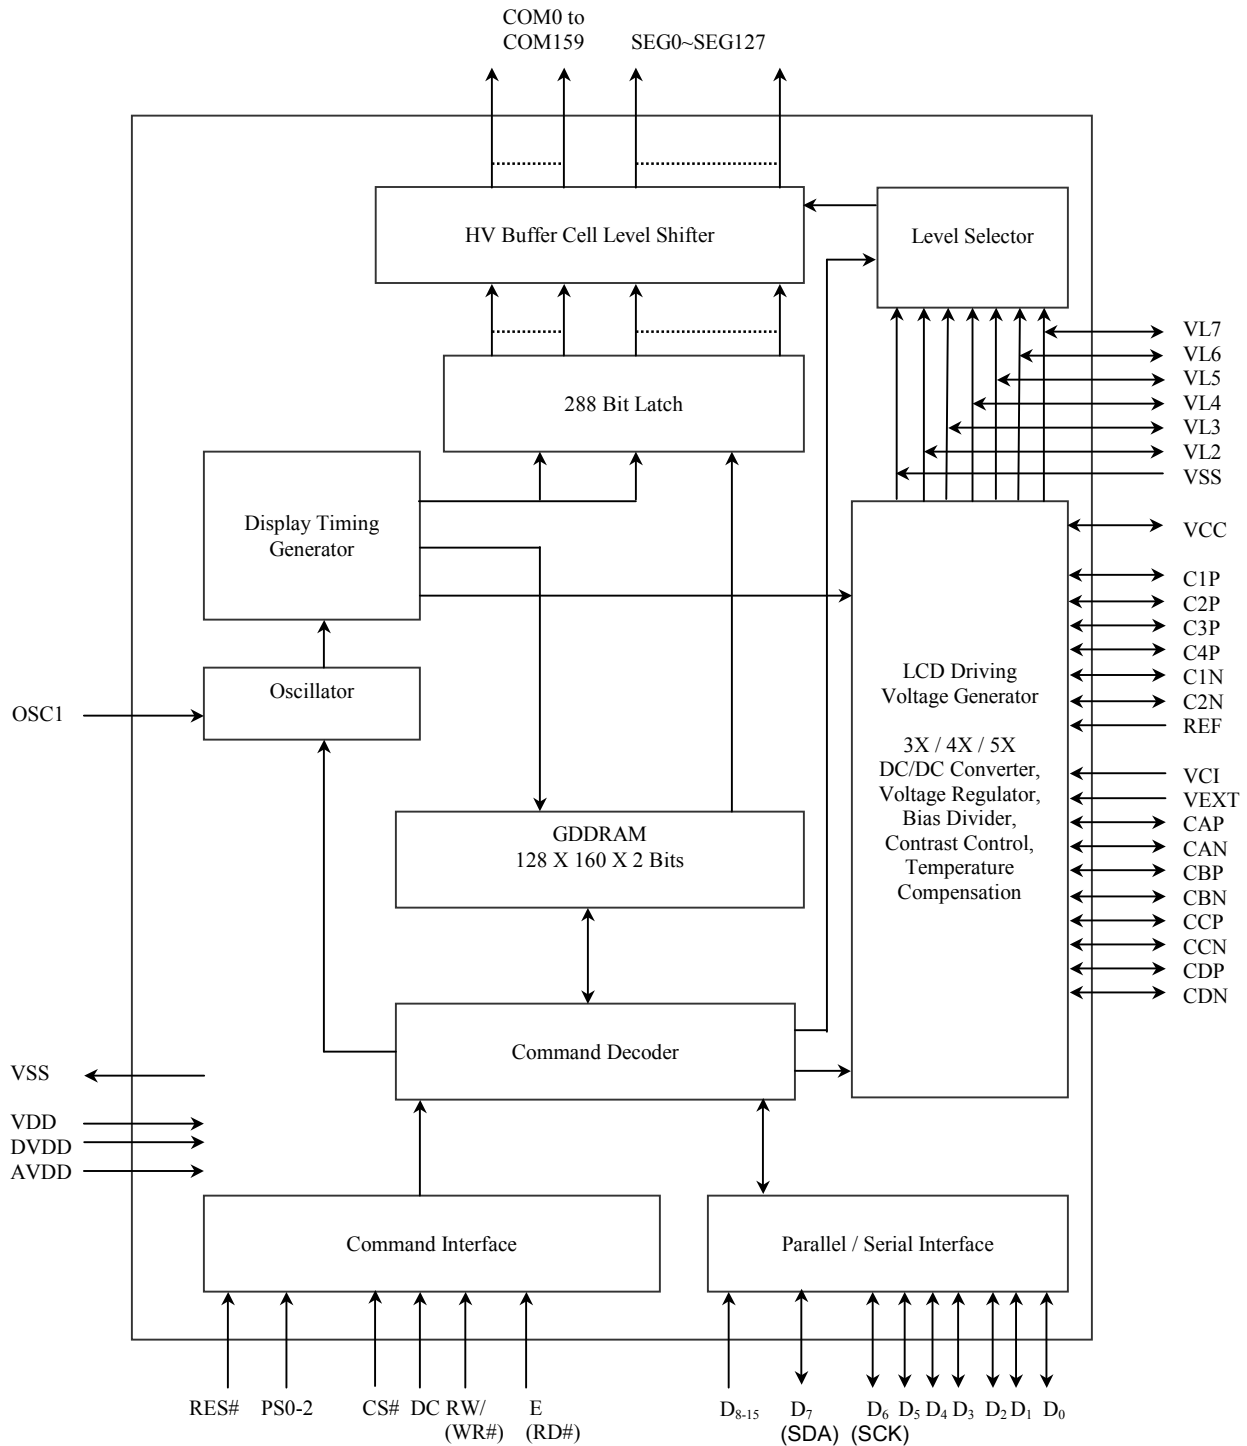 COM0 to
COM159
SEG0~SEG127
HV Buffer Cell Level Shifter
Level Selector
VL7
VL6
VL5
VL4
VL3
VL2
VSS
288 Bit Latch
Display Timing
Generator
VCC
C1P
C2P
C3P
C4P
C1N
C2N
REF
VCI
VEXT
CAP
CAN
CBP
CBN
CCP
CCN
CDP
CDN
LCD Driving
Voltage Generator
3X / 4X / 5X
DC/DC Converter,
Voltage Regulator,
Bias Divider,
Contrast Control,
Temperature
Compensation
Oscillator
OSC1
GDDRAM
128 X 160 X 2 Bits
Command Decoder
VSS
VDD
DVDD
AVDD
Command Interface
Parallel / Serial Interface
RES#
PS0-2
CS#
DC
RW/
(WR#)
E
(RD#)
D8-15
D7
(SDA)
D6
(SCK)
D5
D4
D3
D2
D1
D0